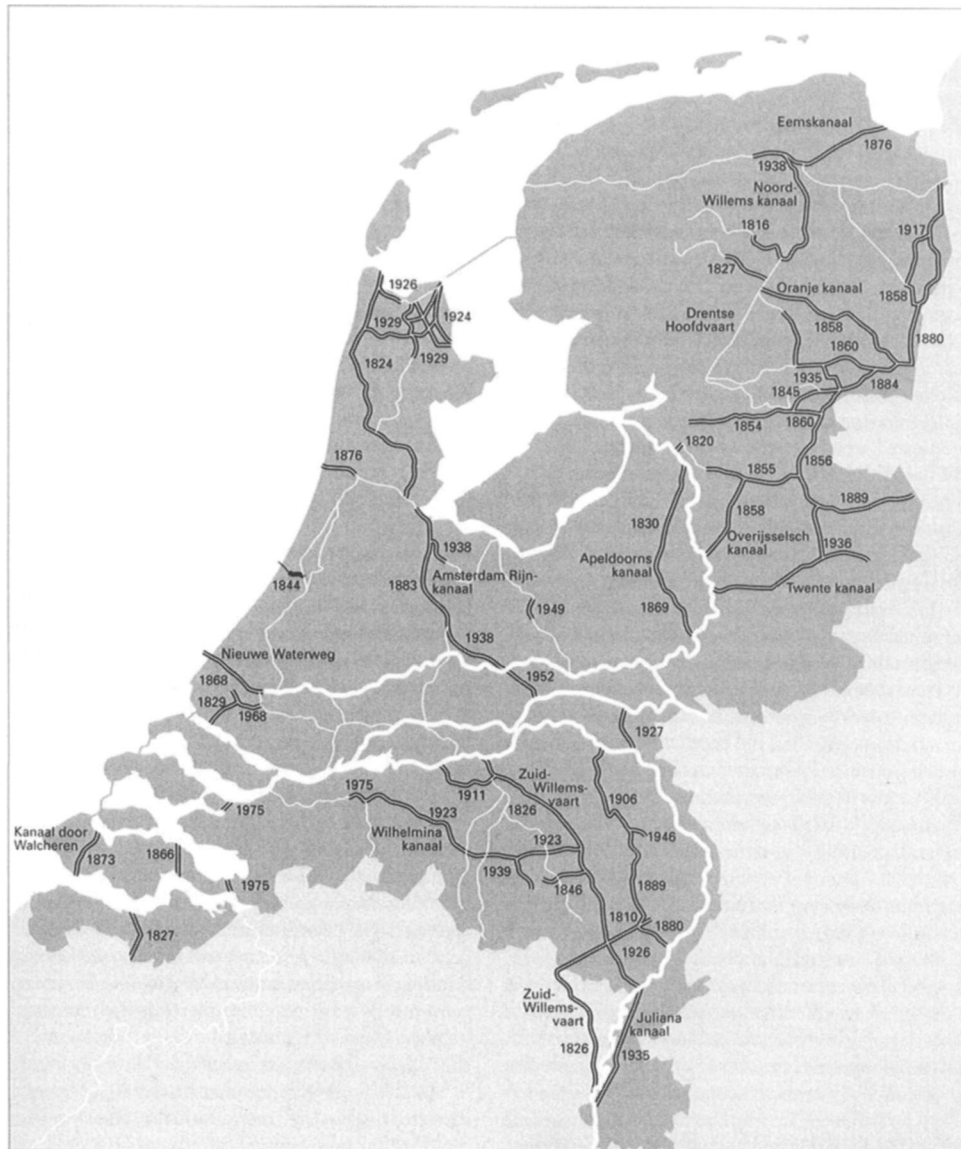 Eemskanaal
1876
1938
Noord-
Willems kanaal
1816
1917
1827
Oranje kanaal
1858
1926
Drentse
Hoofdvaart
1924
1858
1880
1929
1860
1929
1824
1935
1884
1845
1854
1860
1820
1876
1856
1855
1889
1830
1858
1936
Overijsselsch
kanaal
1938
Apeldoorns
kanaal
Amsterdam Rijn-
kanaal
1844
1883
Twente kanaal
1949
1869
1938
Nieuwe Waterweg
1868
1952
1829
1968
1927
Zuid-
Willems-
vaart
1975
1911
1826
1906
1975
1923
Kanaal door
Walcheren
Wilhelmina
kanaal
1923
1946
1866
1873
1939
1975
1846
1889
1810
1880
1827
1926
Zuid-
Willems-
vaart
Juliana
kanaal
1826
1935